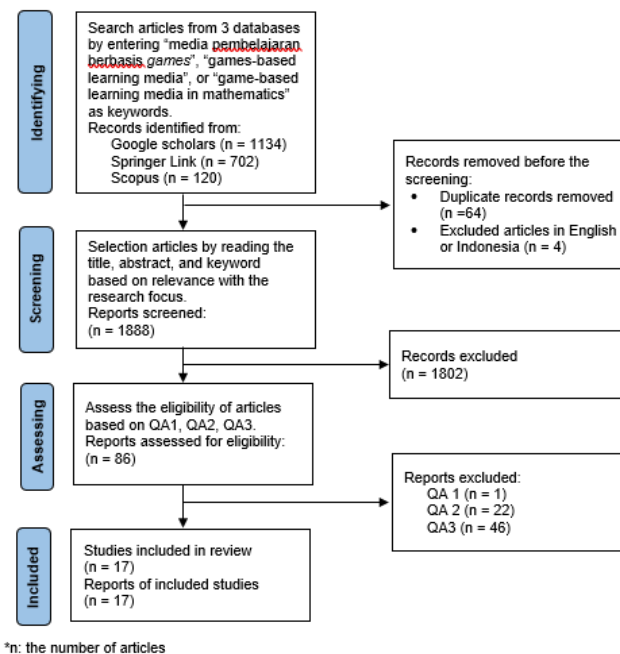 Identifying
Search articles from 3 databases
by entering “media pembelajaran
berbasis games”, “games-based
learning media”, or “game-based
learning media in mathematics”
as keywords.
Records identified from:
Google scholars (n = 1134)
Springer Link (n = 702)
Scopus (n = 120)
Records removed before the
screening:
• Duplicate records removed
(n =64)
• Excluded articles in English
or Indonesia (n = 4)
Screening
Selection articles by reading the
title, abstract, and keyword
based on relevance with the
research focus.
Reports screened:
(n = 1888)
Records excluded
(n = 1802)
Assessing
Assess the eligibility of articles
based on QA1, QA2, QA3.
Reports assessed for eligibility:
(n = 86)
Reports excluded:
QA 1 (n = 1)
QA 2 (n = 22)
QA3 (n = 46)
Included
Studies included in review
(n = 17)
Reports of included studies
(n = 17)
*n: the number of articles